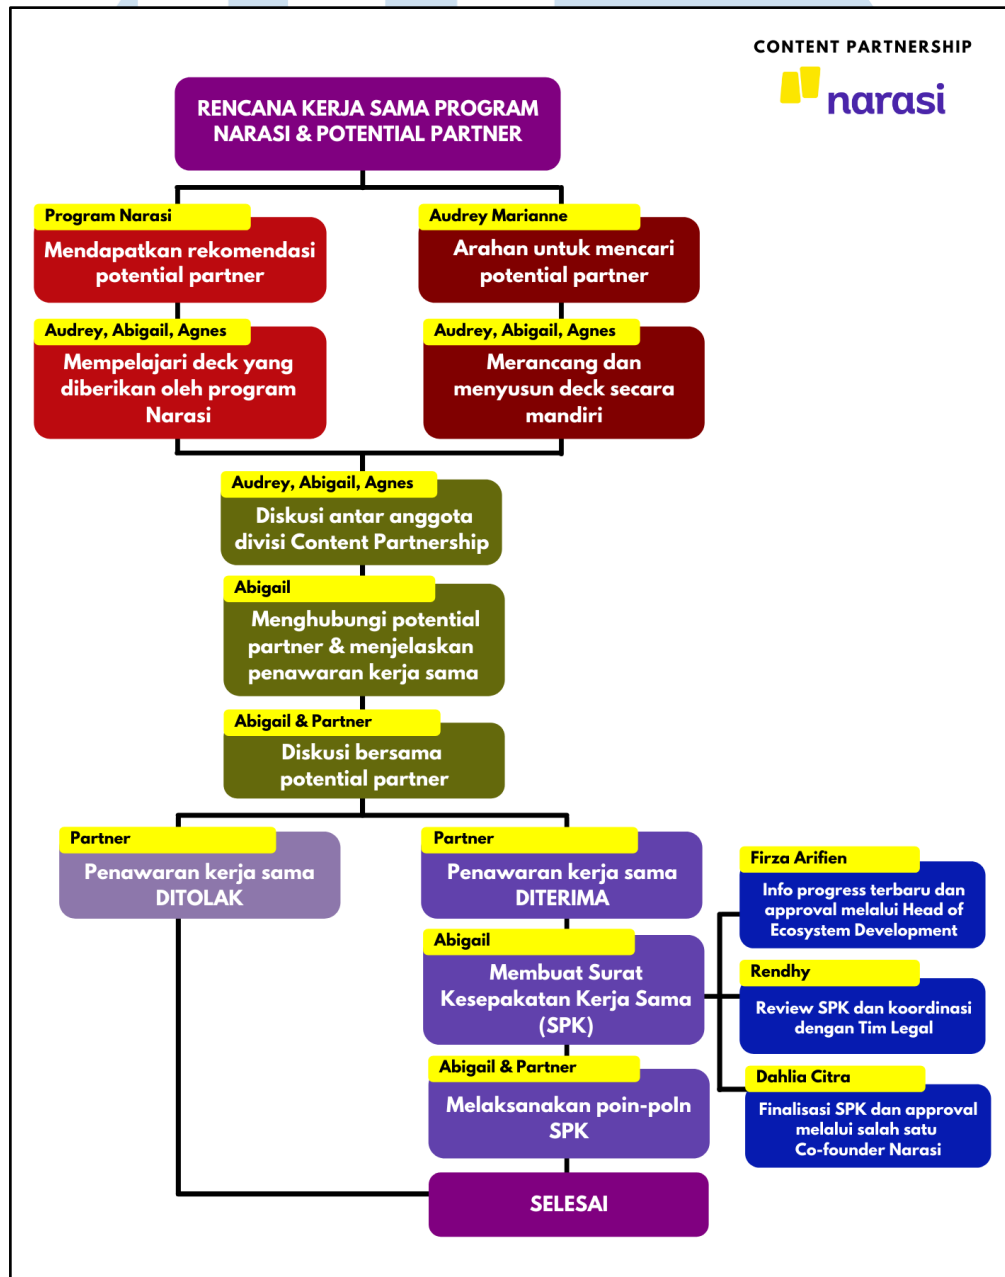 CONTENT PARTNERSHIP
narasi
RENCANA KERJA SAMA PROGRAM
NARASI & POTENTIAL PARTNER
Program Narasi
Mendapatkan rekomendasi
potential partner
Audrey Marianne
Arahan untuk mencari
potential partner
Audrey, Abigail, Agnes
Mempelajari deck yang
diberikan oleh program
Narasi
Audrey, Abigail, Agnes
Merancang dan
menyusun deck secara
mandiri
Audrey, Abigail, Agnes
Diskusi antar anggota
divisi Content Partnership
Abigail
Menghubungi potential
partner & menjelaskan
penawaran kerja sama
Abigail & Partner
Diskusi bersama
potential partner
Partner
Penawaran kerja sama
DITOLAK
Partner
Penawaran kerja sama
DITERIMA
Abigail
Membuat Surat
Kesepakatan Kerja Sama
(SPK)
Firza Arifien
Info progress terbaru dan
approval melalui Head of
Ecosystem Development
Rendhy
Review SPK dan koordinasi
dengan Tim Legal
Dahlia Citra
Finalisasi SPK dan approval
melalui salah satu
Co-founder Narasi
Abigail & Partner
Melaksanakan poin-poln
SPK
SELESAI